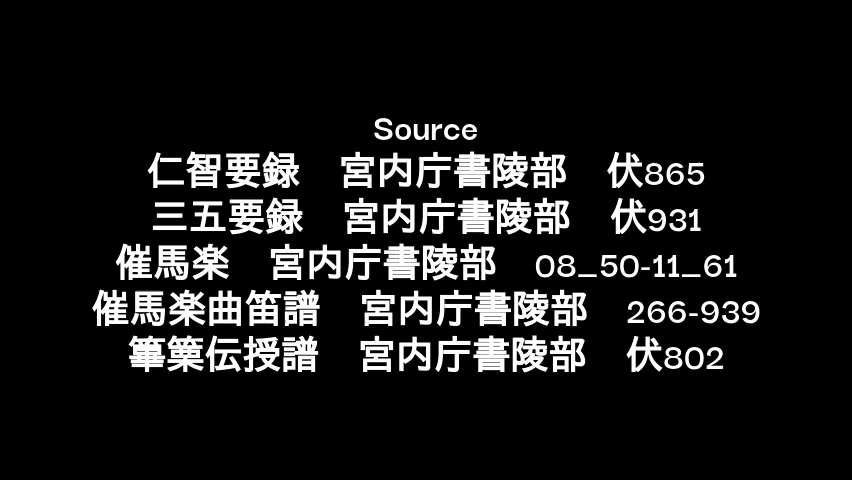 Source
仁智要録　宮内庁書陵部　伏865
三五要録　宮内庁書陵部　伏931
催馬楽　宮内庁書陵部　08_50-11_61
催馬楽曲笛譜　宮内庁書陵部　266-939
篳篥伝授譜　宮内庁書陵部　伏802